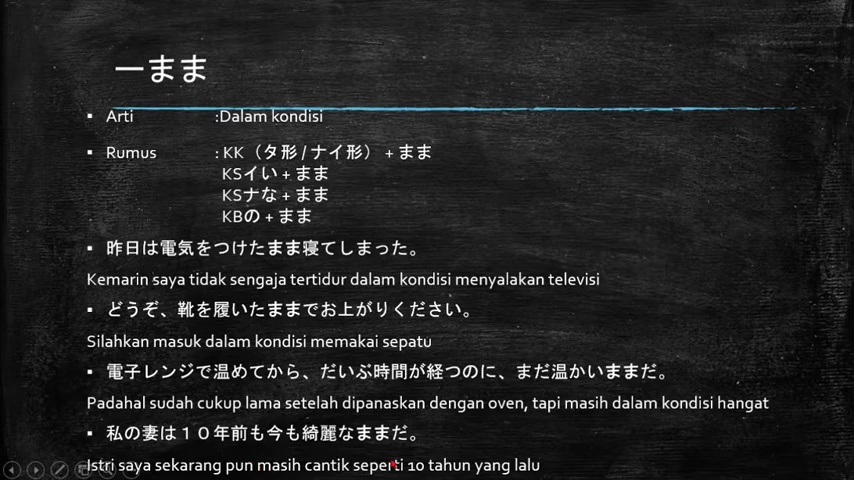 ーまま
Arti :Dalam kondisi
Rumus : KK（タ形 / ナイ形） + まま
KSイい + まま
KSナな + まま
KBの + まま
昨日は電気をつけたまま寝てしまった。
Kemarin saya tidak sengaja tertidur dalam kondisi menyalakan televisi
どうぞ、靴を履いたままでお上がりください。
Silahkan masuk dalam kondisi memakai sepatu
電子レンジで温めてから、だいぶ時間が経つのに、まだ温かいままだ。
Padahal sudah cukup lama setelah dipanaskan dengan oven, tapi masih dalam kondisi hangat
私の妻は１０年前も今も綺麗なままだ。
Istri saya sekarang pun masih cantik seperti 10 tahun yang lalu